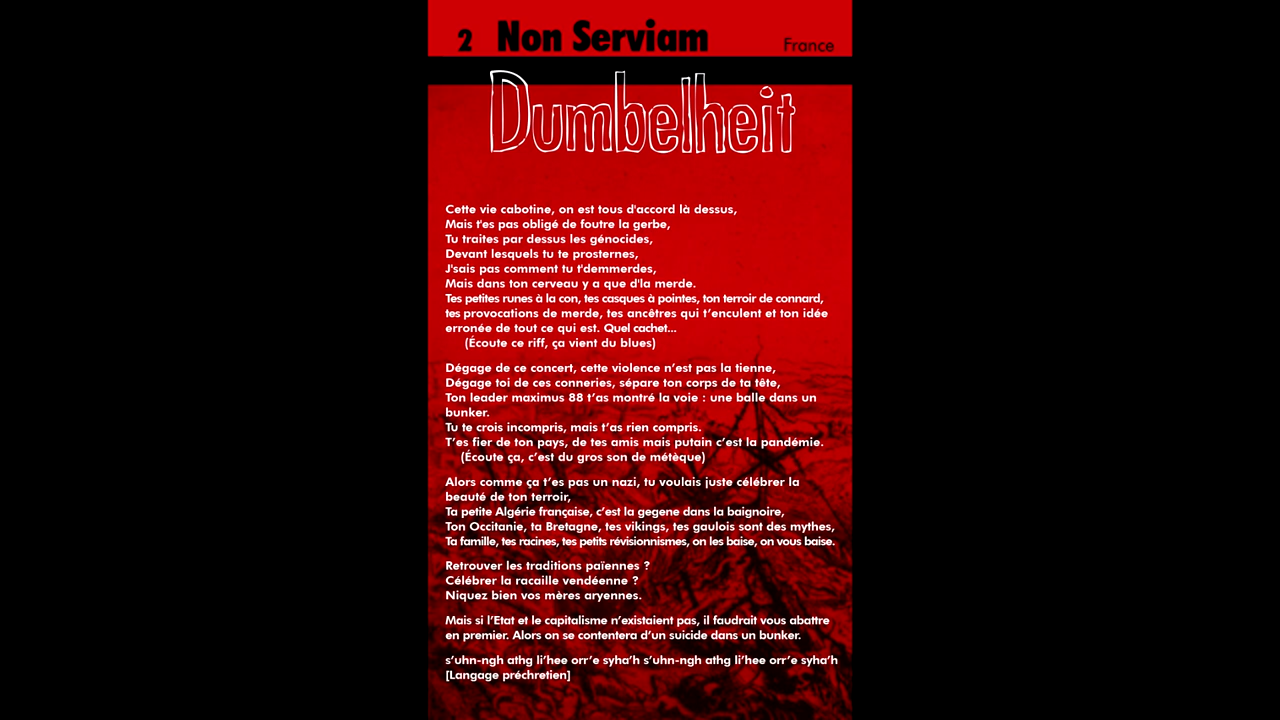 2 Non Serviam France
Dumbelheit
Cette vie cabotine, on est tous d'accord là dessus,
Mais t'es pas obligé de foutre la gerbe,
Tu traites par dessus les génocides,
Devant lesquels tu te prosternes,
J'sais pas comment tu t'demmerdes,
Mais dans ton cerveau y a que d'la merde.
Tes petites runes à la con, tes casques à pointes, ton terroir de connard,
tes provocations de merde, tes ancêtres qui t’enculent et ton idée
erronée de tout ce qui est. Quel cachet...
(Écoute ce riff, ça vient du blues)
Dégage de ce concert, cette violence n’est pas la tienne,
Dégage toi de ces conneries, sépare ton corps de ta tête,
Ton leader maximus 88 t’as montré la voie : une balle dans un
bunker.
Tu te crois incompris, mais t’as rien compris.
T’es fier de ton pays, de tes amis mais putain c’est la pandémie.
(Écoute ça, c’est du gros son de métèque)
Alors comme ça t’es pas un nazi, tu voulais juste célébrer la
beauté de ton terroir,
Ta petite Algérie française, c’est la gegene dans la baignoire,
Ton Occitanie, ta Bretagne, tes vikings, tes gaulois sont des mythes,
Ta famille, tes racines, tes petits révisionnismes, on les baise, on vous baise.
Retrouver les traditions païennes ?
Célébrer la racaille vendéenne ?
Niquez bien vos mères aryennes.
Mais si l’Etat et le capitalisme n’existaient pas, il faudrait vous abattre
en premier. Alors on se contentera d’un suicide dans un bunker.
s’uhn-ngh athg li’hee orr’e syha’h s’uhn-ngh athg li’hee orr’e syha’h
[Langage préchretien]